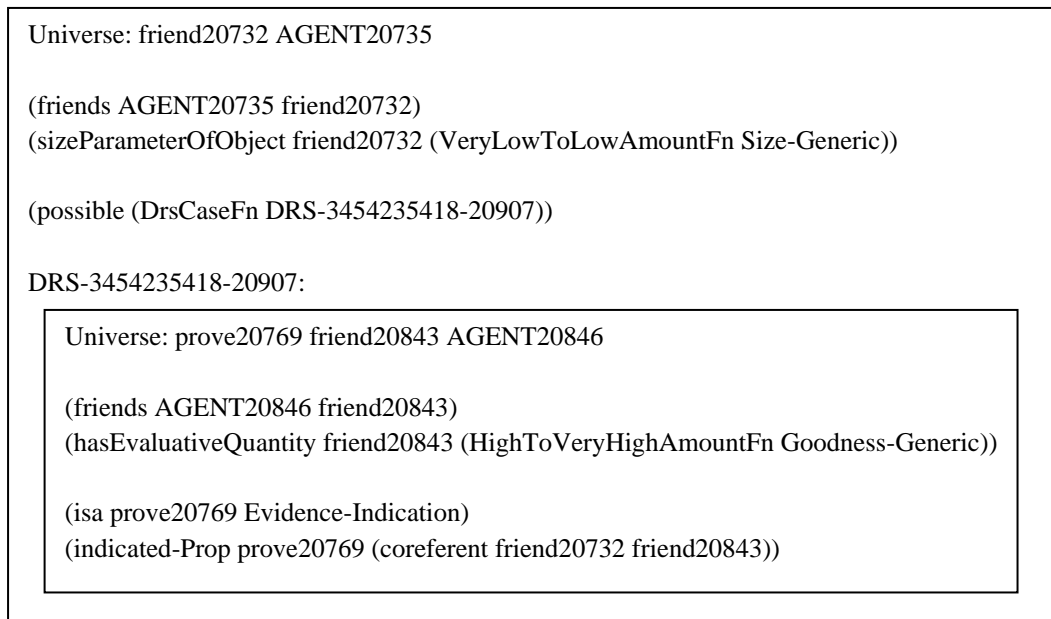 Universe: friend20732 AGENT20735
(friends AGENT20735 friend20732)
(sizeParameterOfObject friend20732 (VeryLowToLowAmountFn Size-Generic))
(possible (DrsCaseFn DRS-3454235418-20907))
DRS-3454235418-20907:
Universe: prove20769 friend20843 AGENT20846
(friends AGENT20846 friend20843)
(hasEvaluativeQuantity friend20843 (HighToVeryHighAmountFn Goodness-Generic))
(isa prove20769 Evidence-Indication)
(indicated-Prop prove20769 (coreferent friend20732 friend20843))